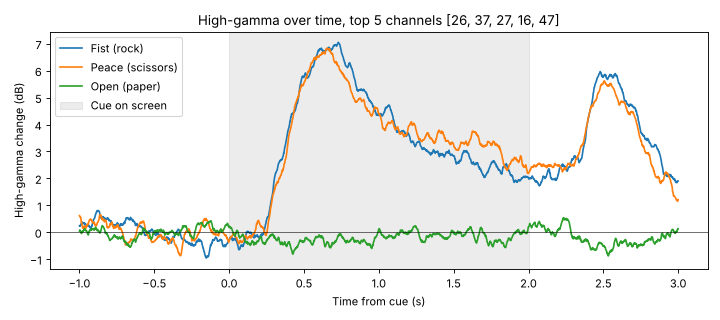 High-gamma over time, top 5 channels [26, 37, 27, 16, 47]
Fist (rock)
Peace (scissors)
Open (paper)
Cue on screen
High-gamma change (dB)
7
6
5
4
3
2
1
0
−1
−1.0 −0.5 0.0 0.5 1.0 1.5 2.0 2.5 3.0
Time from cue (s)